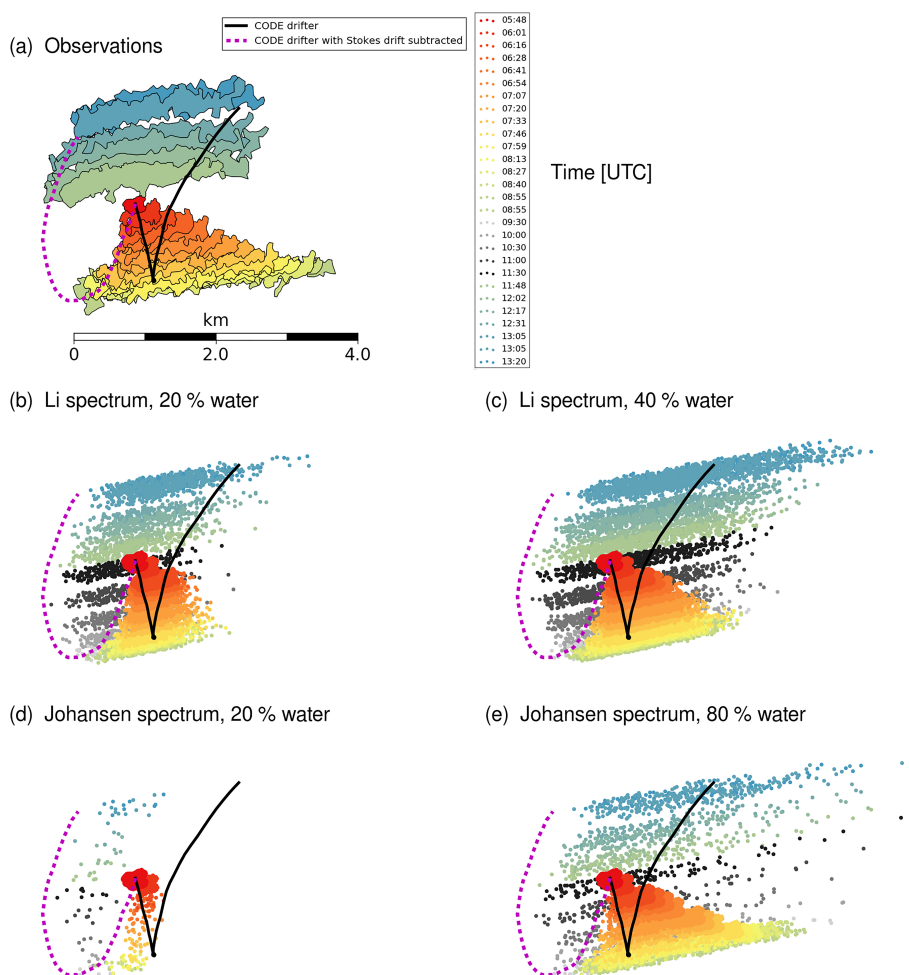 CODE drifter
CODE drifter with Stokes drift subtracted
(a) Observations
05:48
06:01
06:16
06:28
06:41
06:54
07:07
07:20
07:33
07:46
07:59
08:13
08:27
08:40
08:55
08:55
09:30
10:00
10:30
11:00
11:30
11:48
12:02
12:17
12:31
13:05
13:05
13:20
Time [UTC]
km
0 2.0 4.0
(b) Li spectrum, 20 % water
(c) Li spectrum, 40 % water
(d) Johansen spectrum, 20 % water
(e) Johansen spectrum, 80 % water